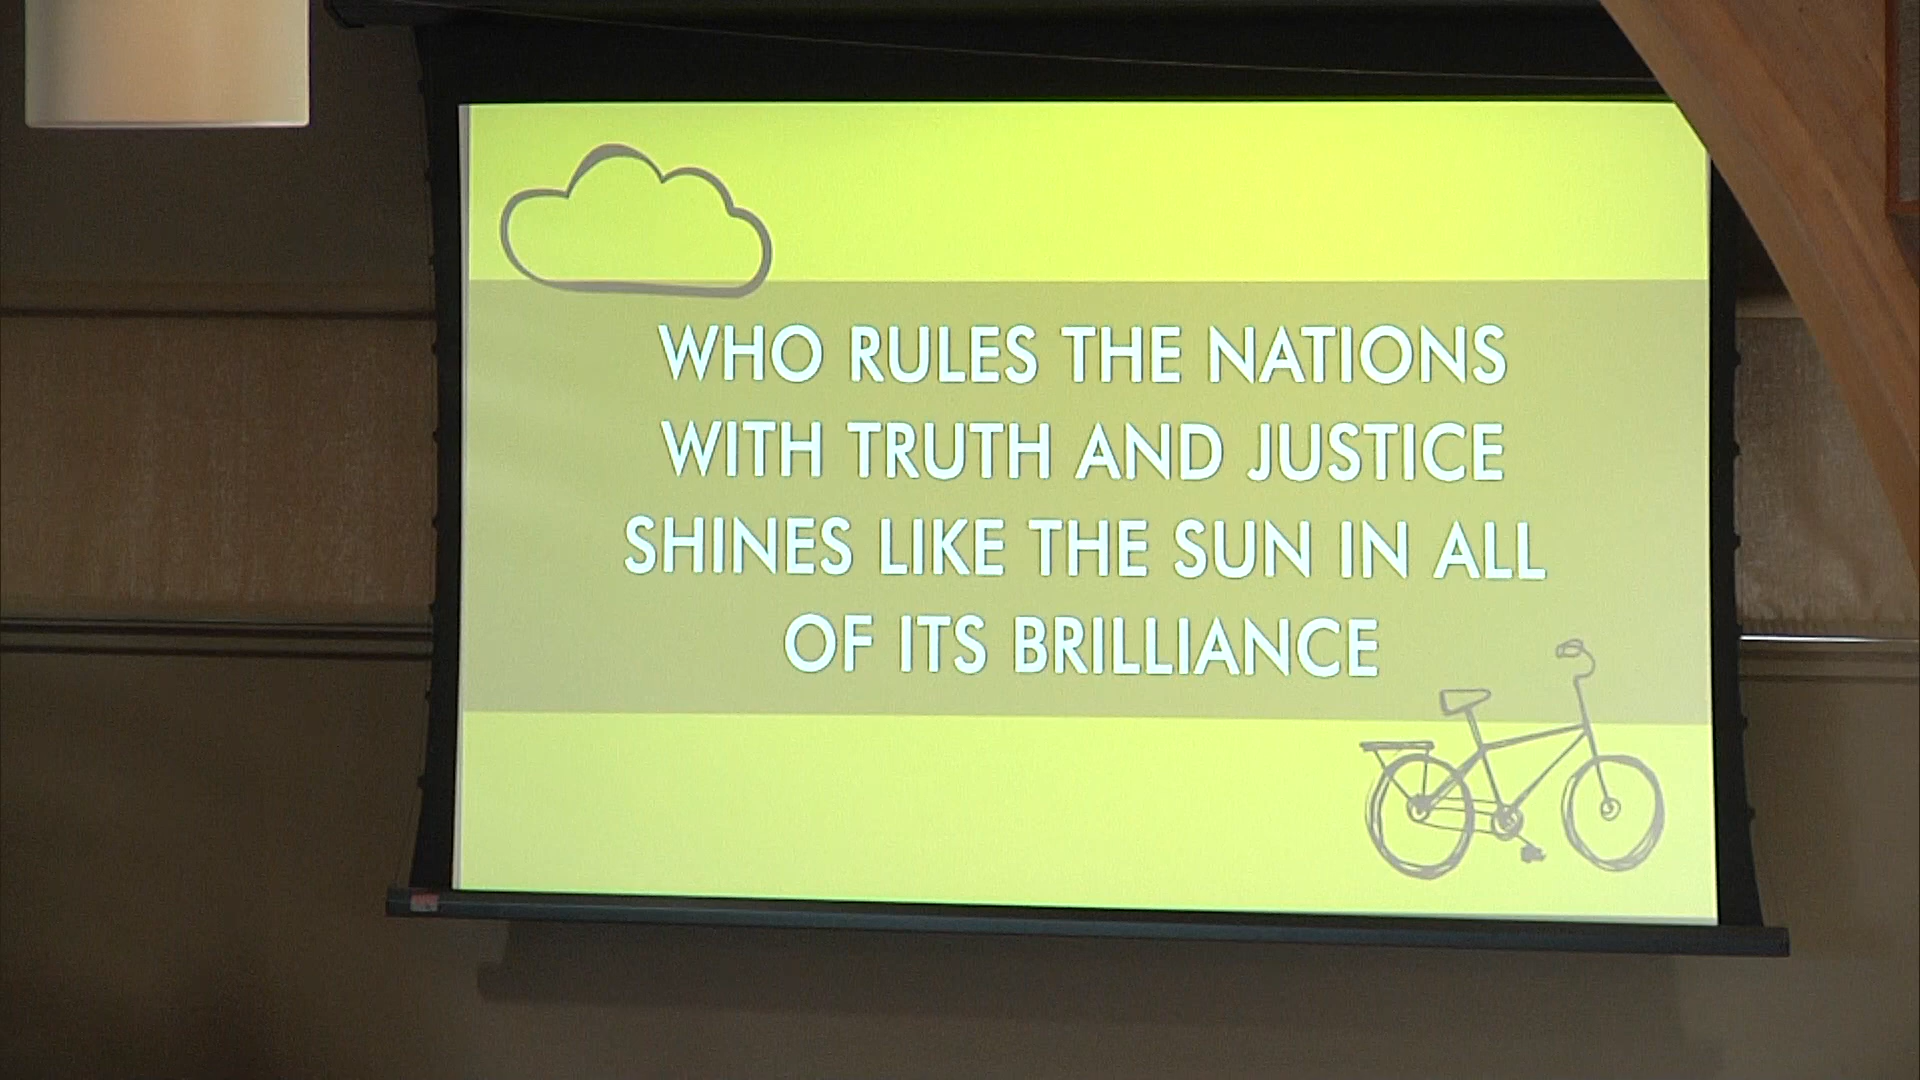 WHO RULES THE NATIONS
WITH TRUTH AND JUSTICE
SHINES LIKE THE SUN IN ALL
OF ITS BRILLIANCE